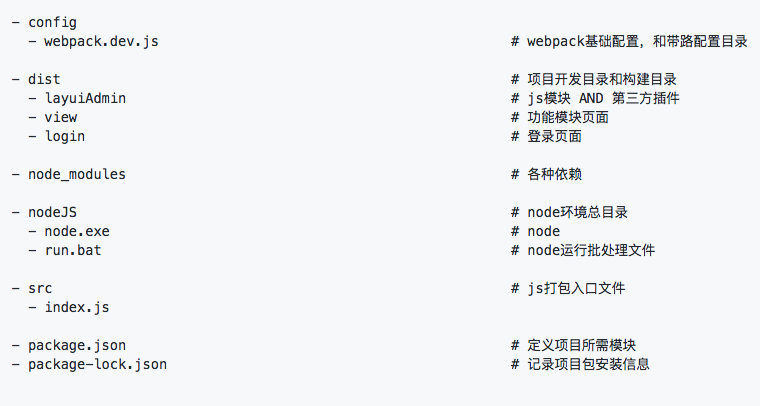 - config
- webpack.dev.js # webpack基础配置，和带路配置目录
- dist # 项目开发目录和构建目录
- layuiAdmin # js模块 AND 第三方插件
- view # 功能模块页面
- login # 登录页面
- node_modules # 各种依赖
- nodeJS # node环境总目录
- node.exe # node
- run.bat # node运行批处理文件
- src # js打包入口文件
- index.js
- package.json # 定义项目所需模块
- package-lock.json # 记录项目包安装信息